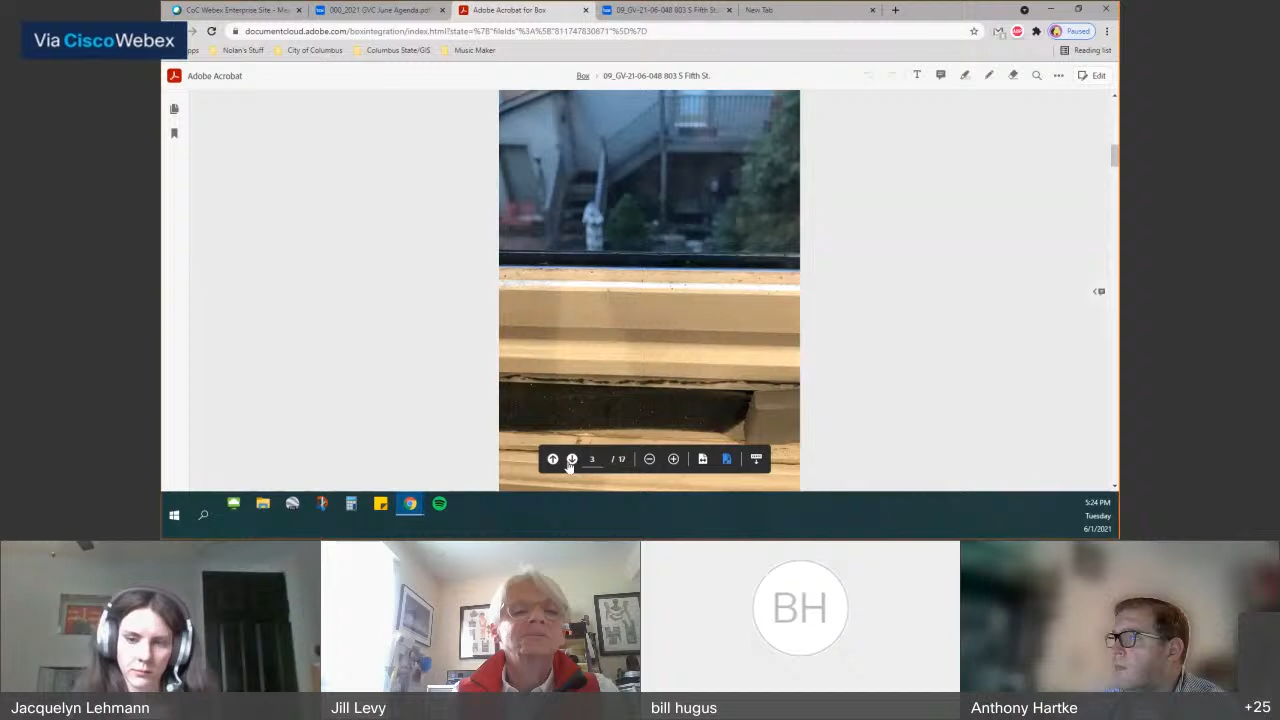 CoC Webex Enterprise Site - Me
000_2021 GVC June Agenda.pdf
Adobe Acrobat for Box
09_GV-21-06-048 803 S Fifth St.
New Tab
Via CiscoWebex
documentcloud.adobe.com/boxintegration/index.html?state=%7B"fileIds"%3A%5B"811747830871"%5D%7D
Paused
Nolan's Stuff
City of Columbus
Columbus State/GIS
Music Maker
Reading list
Adobe Acrobat
Box
09_GV-21-06-048 803 S Fifth St.
Edit
3 / 17
5:24 PM
Tuesday
6/1/2021
BH
Jacquelyn Lehmann
Jill Levy
bill hugus
Anthony Hartke
+25